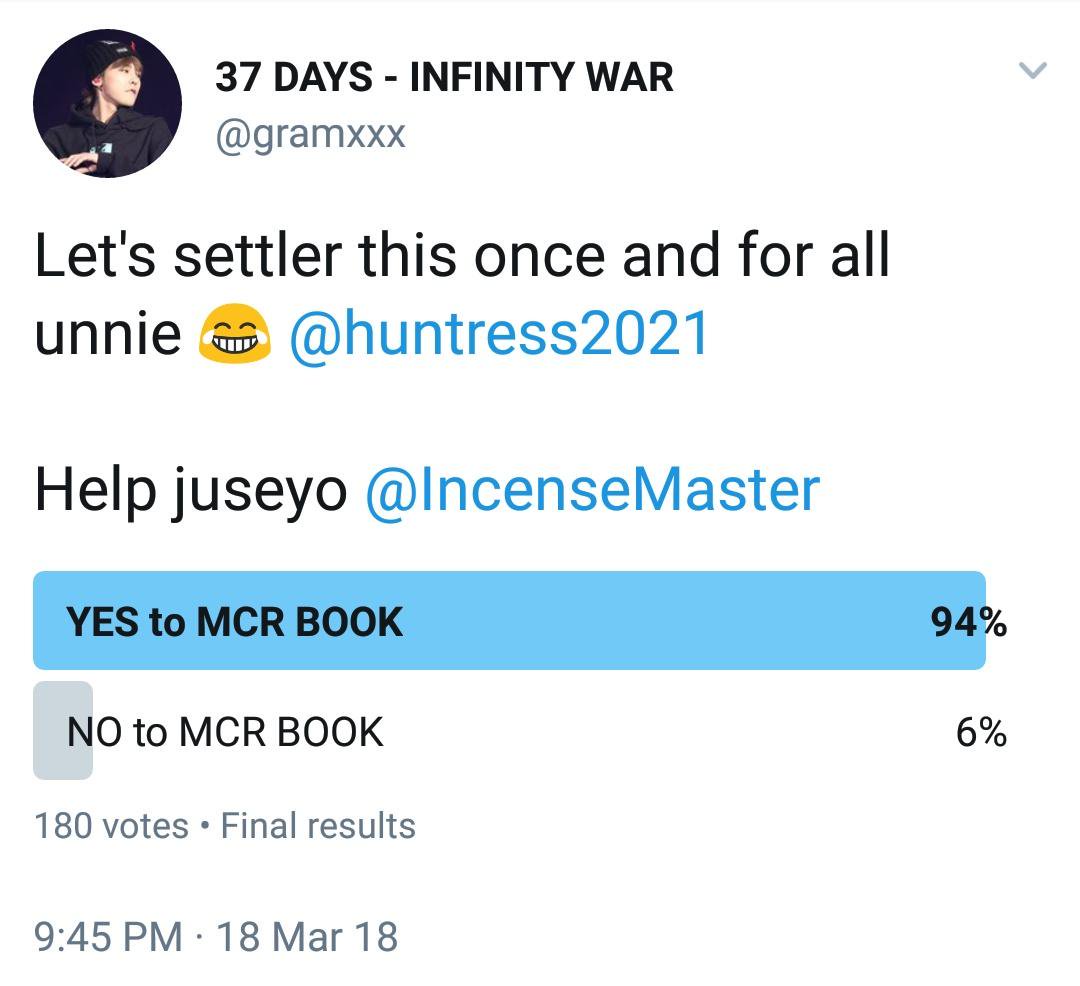 37 DAYS - INFINITY WAR
@gramxxx
Let's settler this once and for all
unnie 😂 @huntress2021
Help juseyo @IncenseMaster
YES to MCR BOOK 94%
NO to MCR BOOK 6%
180 votes • Final results
9:45 PM · 18 Mar 18